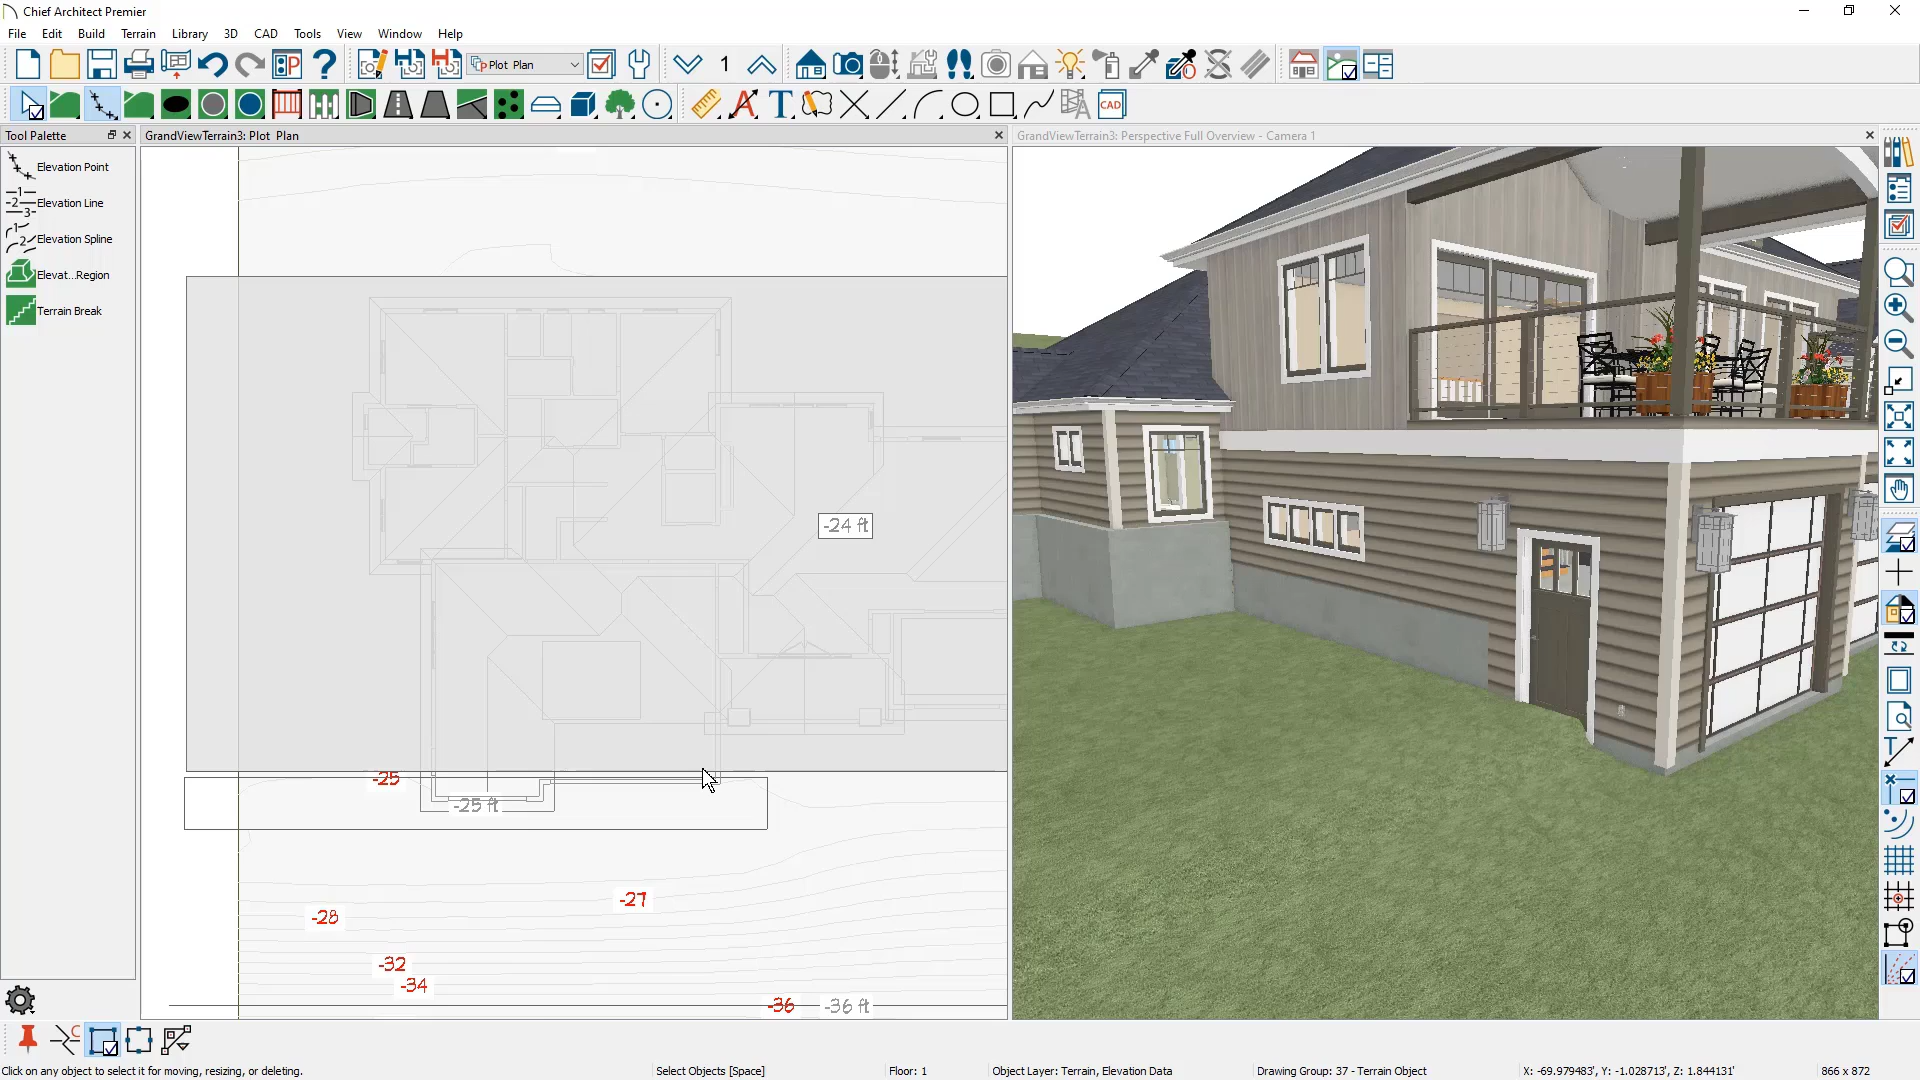 Chief Architect Premier
File Edit Build Terrain Library 3D CAD Tools View Window Help
Plot Plan
1
CAD
Tool Palette
GrandViewTerrain3: Plot Plan
GrandViewTerrain3: Perspective Full Overview - Camera 1
Elevation Point
Elevation Line
Elevation Spline
Elevat...Region
Terrain Break
-24 ft
-25
-25 ft
-27
-28
-32
-34
-36
-36 ft
Click on any object to select it for moving, resizing, or deleting.
Select Objects [Space]
Floor: 1
Object Layer: Terrain, Elevation Data
Drawing Group: 37 - Terrain Object
X: -69.979483', Y: -1.028713', Z: 1.844131'
866 x 872